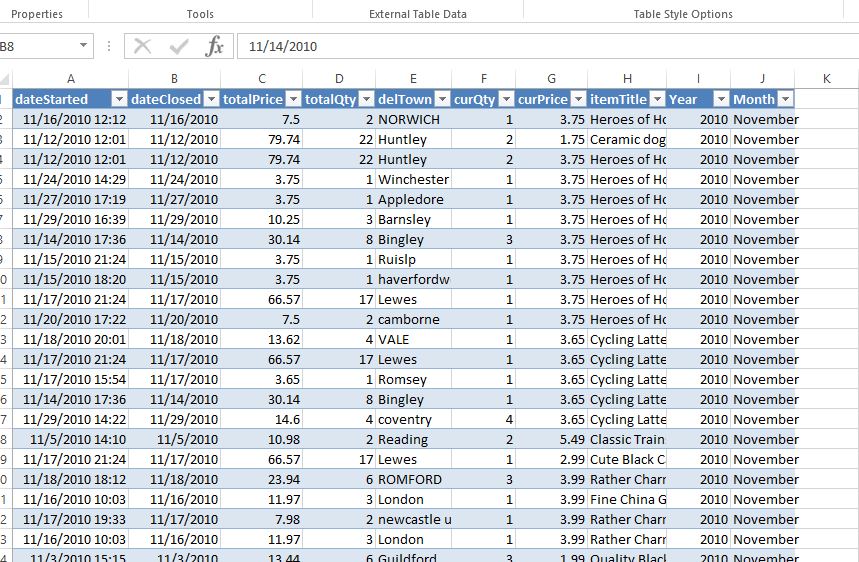 Properties Tools External Table Data Table Style Options
B8 fx 11/14/2010
A B C D E F G H I J K
dateStarted dateClosed totalPrice totalQty delTown curQty curPrice itemTitle Year Month
2 11/16/2010 12:12 11/16/2010 7.5 2 NORWICH 1 3.75 Heroes of Ho 2010 November
3 11/12/2010 12:01 11/12/2010 79.74 22 Huntley 2 1.75 Ceramic dog 2010 November
4 11/12/2010 12:01 11/12/2010 79.74 22 Huntley 2 3.75 Heroes of Ho 2010 November
5 11/24/2010 14:29 11/24/2010 3.75 1 Winchester 1 3.75 Heroes of Ho 2010 November
6 11/27/2010 17:19 11/27/2010 3.75 1 Appledore 1 3.75 Heroes of Ho 2010 November
7 11/29/2010 16:39 11/29/2010 10.25 3 Barnsley 1 3.75 Heroes of Ho 2010 November
8 11/14/2010 17:36 11/14/2010 30.14 8 Bingley 3 3.75 Heroes of Ho 2010 November
9 11/15/2010 21:24 11/15/2010 3.75 1 Ruislp 1 3.75 Heroes of Ho 2010 November
0 11/15/2010 18:20 11/15/2010 3.75 1 haverfordw 1 3.75 Heroes of Ho 2010 November
1 11/17/2010 21:24 11/17/2010 66.57 17 Lewes 1 3.75 Heroes of Ho 2010 November
2 11/20/2010 17:22 11/20/2010 7.5 2 camborne 1 3.75 Heroes of Ho 2010 November
3 11/18/2010 20:01 11/18/2010 13.62 4 VALE 1 3.65 Cycling Latte 2010 November
4 11/17/2010 21:24 11/17/2010 66.57 17 Lewes 1 3.65 Cycling Latte 2010 November
5 11/17/2010 15:54 11/17/2010 3.65 1 Romsey 1 3.65 Cycling Latte 2010 November
6 11/14/2010 17:36 11/14/2010 30.14 8 Bingley 1 3.65 Cycling Latte 2010 November
7 11/29/2010 14:22 11/29/2010 14.6 4 coventry 4 3.65 Cycling Latte 2010 November
8 11/5/2010 14:10 11/5/2010 10.98 2 Reading 2 5.49 Classic Train 2010 November
9 11/17/2010 21:24 11/17/2010 66.57 17 Lewes 1 2.99 Cute Black C 2010 November
0 11/18/2010 18:12 11/18/2010 23.94 6 ROMFORD 3 3.99 Rather Charr 2010 November
1 11/16/2010 10:03 11/16/2010 11.97 3 London 1 3.99 Fine China G 2010 November
2 11/17/2010 19:33 11/17/2010 7.98 2 newcastle u 1 3.99 Rather Charr 2010 November
3 11/16/2010 10:03 11/16/2010 11.97 3 London 1 3.99 Rather Charr 2010 November
4 11/3/2010 15:15 11/3/2010 13.44 6 Guildford 3 1.99 Quality Blacl 2010 November